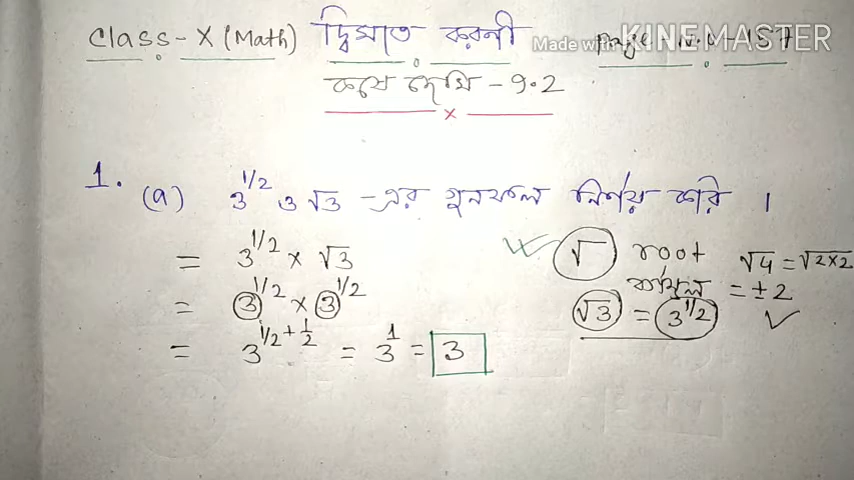 Class-X (Math) দ্বিঘাত করণী
Made with KINEMASTER
কষে দেখি - 9.2
x
1. (a) 3^1/2 ও √3 -এর গুনফল নির্ণয় করি ।
= 3^1/2 × √3
= 3^1/2 × 3^1/2
= 3^1/2+1/2 = 3^1 = 3
√ root
√3 = 3^1/2
√4 = √2×2
= ±2